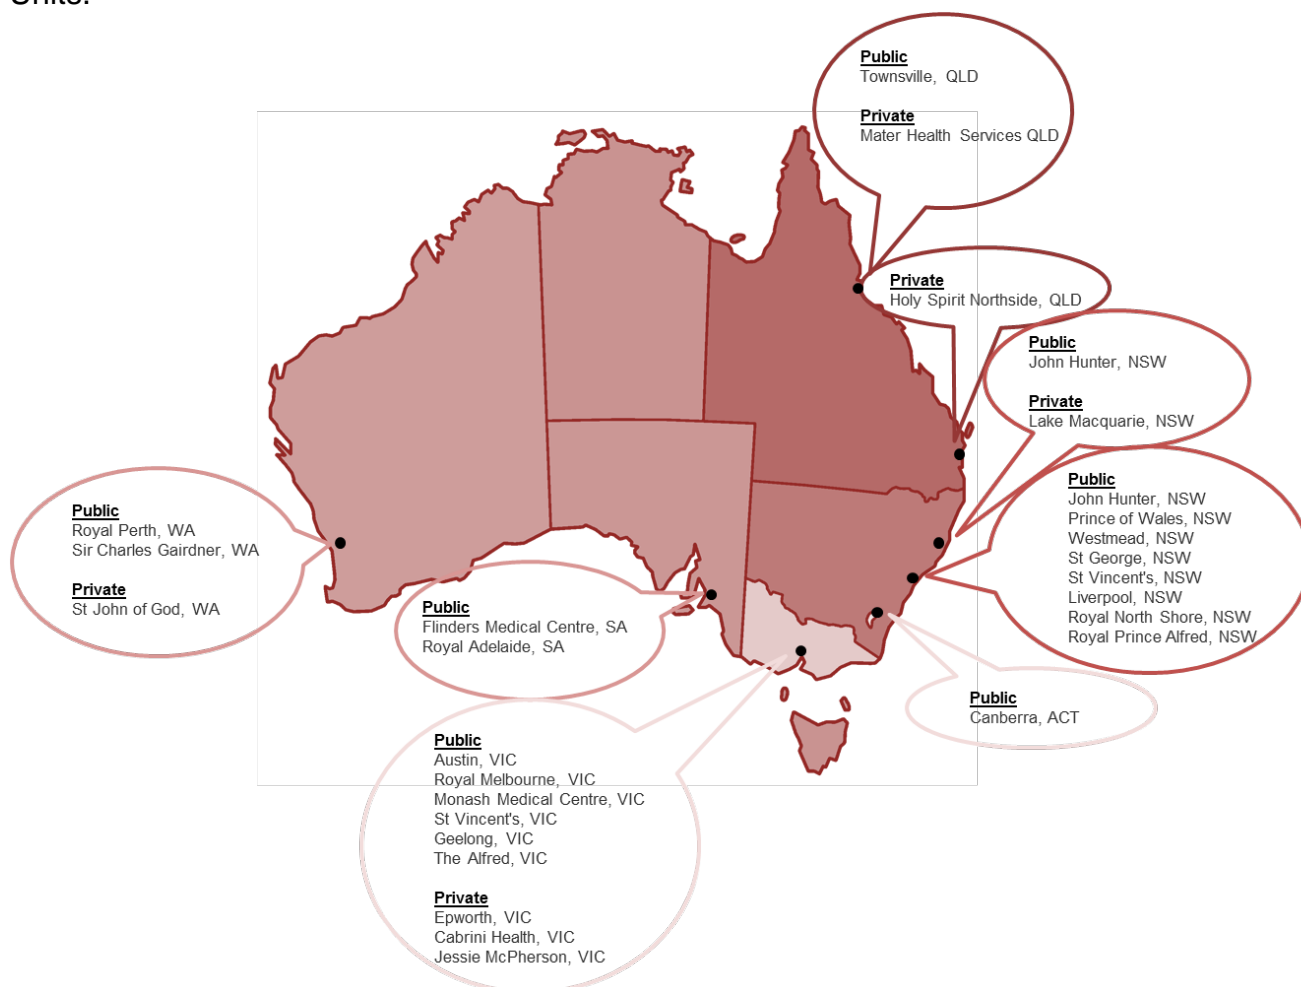 Units.
Public
Townsville, QLD
Private
Mater Health Services QLD
Private
Holy Spirit Northside, QLD
Public
John Hunter, NSW
Private
Lake Macquarie, NSW
Public
John Hunter, NSW
Prince of Wales, NSW
Westmead, NSW
St George, NSW
St Vincent's, NSW
Liverpool, NSW
Royal North Shore, NSW
Royal Prince Alfred, NSW
Public
Royal Perth, WA
Sir Charles Gairdner, WA
Private
St John of God, WA
Public
Flinders Medical Centre, SA
Royal Adelaide, SA
Public
Canberra, ACT
Public
Austin, VIC
Royal Melbourne, VIC
Monash Medical Centre, VIC
St Vincent's, VIC
Geelong, VIC
The Alfred, VIC
Private
Epworth, VIC
Cabrini Health, VIC
Jessie McPherson, VIC